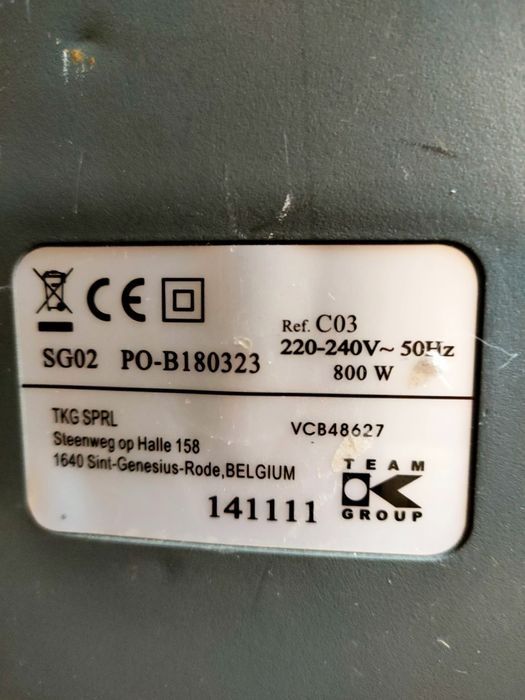 CE
Ref. C03
220-240V~ 50Hz
SG02 PO-B180323
800 W
TKG SPRL
Steenweg op Halle 158
1640 Sint-Genesius-Rode, BELGIUM
VCB48627
141111
TEAM
K
GROUP